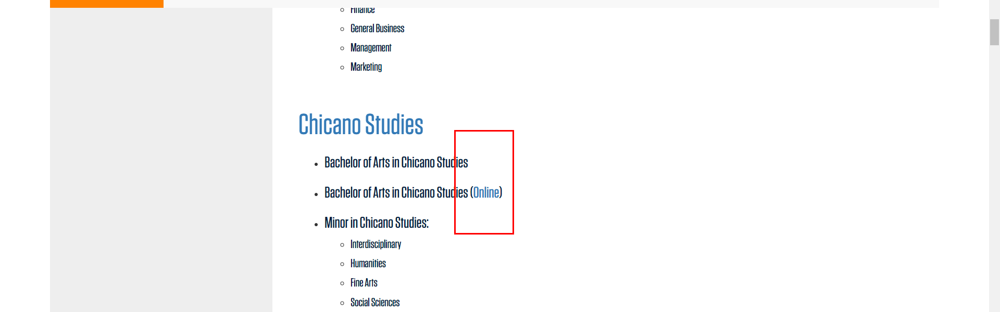 Finance
General Business
Management
Marketing
Chicano Studies
Bachelor of Arts in Chicano Studies
Bachelor of Arts in Chicano Studies (Online)
Minor in Chicano Studies:
Interdisciplinary
Humanities
Fine Arts
Social Sciences